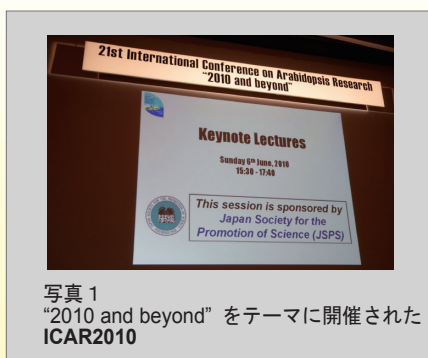 21st International Conference on Arabidopsis Research
“2010 and beyond”
Keynote Lectures
Sunday 6th June, 2010
15:30 - 17:40
This session is sponsored by
Japan Society for the
Promotion of Science (JSPS)
写真 1
“2010 and beyond” をテーマに開催された
ICAR2010